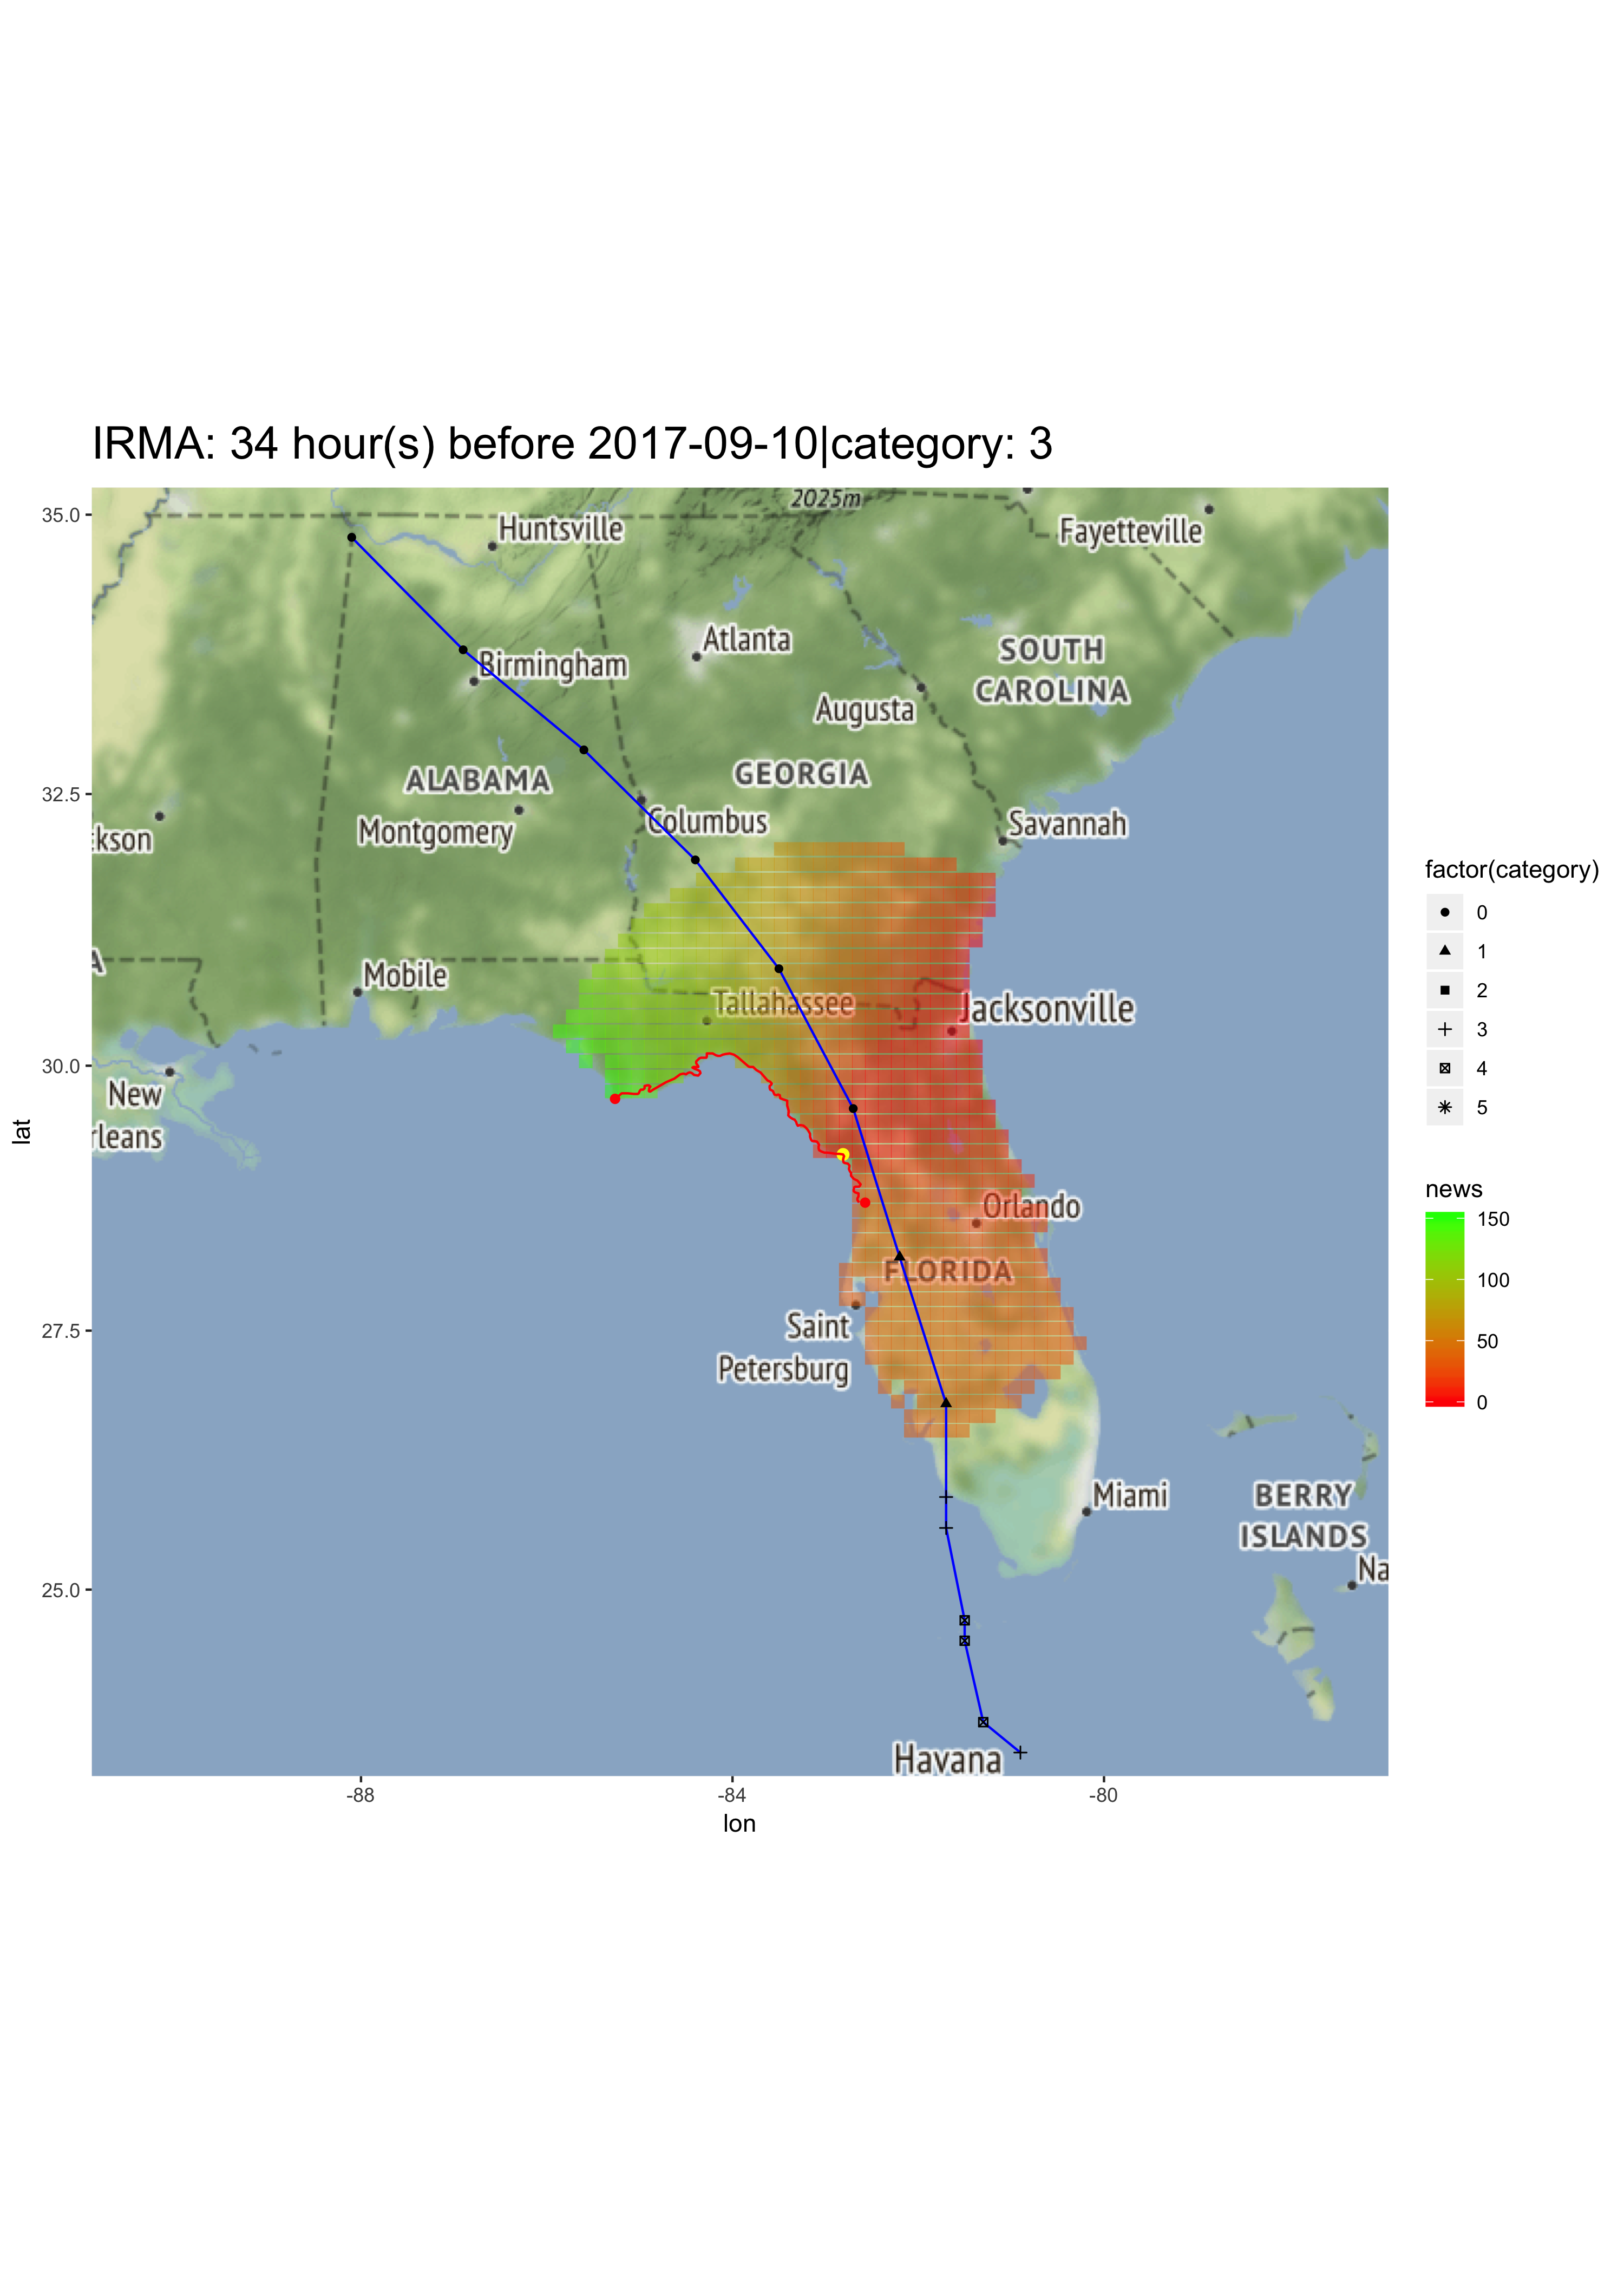 IRMA: 34 hour(s) before 2017-09-10|category: 3
2025m
35.0
Huntsville
Fayetteville
Atlanta
SOUTH
CAROLINA
Birmingham
Augusta
GEORGIA
ALABAMA
32.5
Columbus
Savannah
Montgomery
kson
factor(category)
0
1
2
3
4
5
A
Mobile
Tallahassee
Jacksonville
30.0
New
rleans
lat
news
150
100
50
0
Orlando
FLORIDA
27.5
Saint
Petersburg
Miami
BERRY
ISLANDS
25.0
Na
Havana
-88
-84
-80
lon